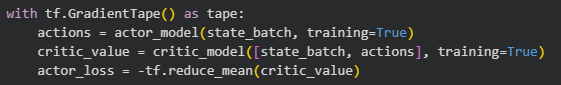 with tf.GradientTape() as tape:
    actions = actor_model(state_batch, training=True)
    critic_value = critic_model([state_batch, actions], training=True)
    actor_loss = -tf.reduce_mean(critic_value)